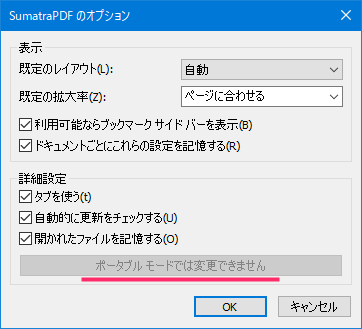 SumatraPDF のオプション
表示
既定のレイアウト(L):
自動
既定の拡大率(Z):
ページに合わせる
利用可能ならブックマーク サイド バーを表示(B)
ドキュメントごとにこれらの設定を記憶する(R)
詳細設定
タブを使う(t)
自動的に更新をチェックする(U)
開かれたファイルを記憶する(O)
ポータブル モードでは変更できません
OK
キャンセル